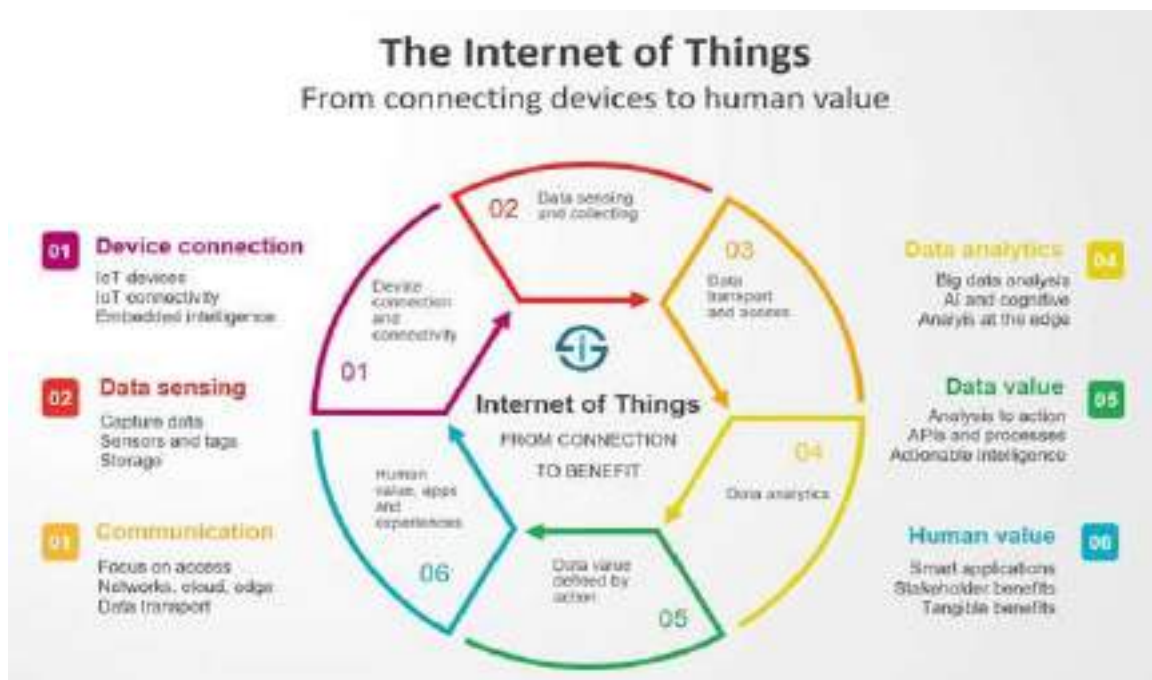 The Internet of Things
From connecting devices to human value
01
Device connection
IoT devices
IoT connectivity
Embedded intelligence
02
Data sensing
Capture data
Sensors and tags
Storage
01
Communication
Focus on access
Networks, cloud, edge
Data transport
01
Device
connection
and
connectivity
02
Data sensing
and collecting
03
Data
transport
and access
04
Data analytics
05
Data value
defined by
action
06
Human
value, apps
and
experiences
Internet of Things
FROM CONNECTION
TO BENEFIT
Data analytics
04
Big data analysis
AI and cognitive
Analyis at the edge
Data value
05
Analysis to action
APIs and processes
Actionable intelligence
Human value
06
Smart applications
Stakeholder benefits
Tangible benefits